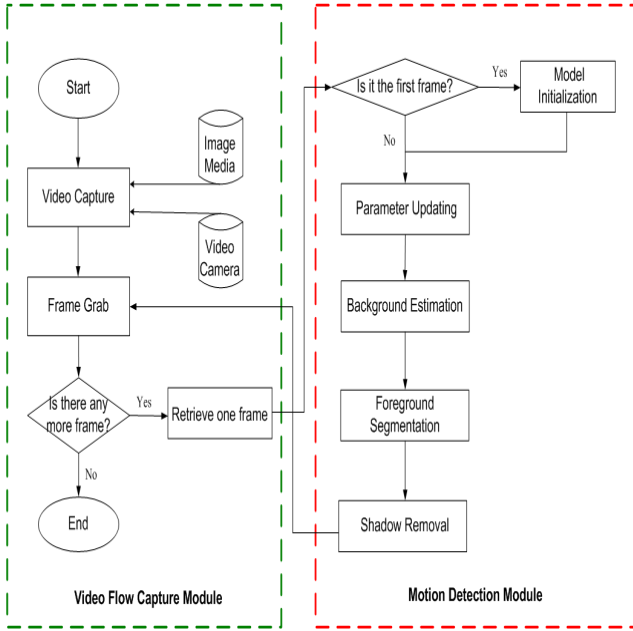 Start
Image
Media
Video Capture
Video
Camera
Frame Grab
Is there any
more frame?
Yes
Retrieve one frame
No
End
Video Flow Capture Module
Is it the first frame?
Yes
Model
Initialization
No
Parameter Updating
Background Estimation
Foreground
Segmentation
Shadow Removal
Motion Detection Module